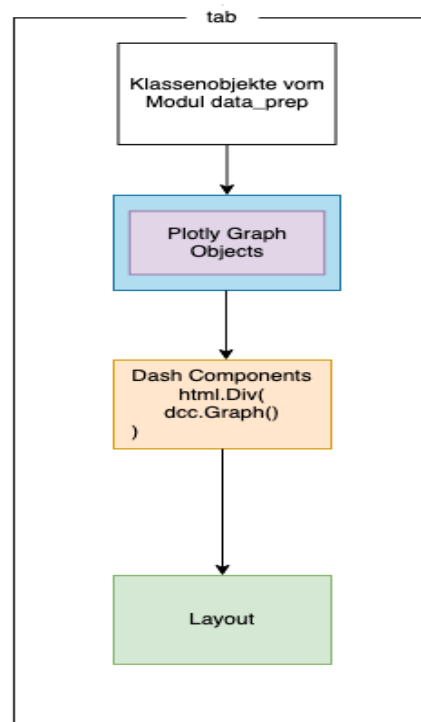 tab
Klassenobjekte vom
Modul data_prep
Plotly Graph
Objects
Dash Components
html.Div(
dcc.Graph()
)
Layout